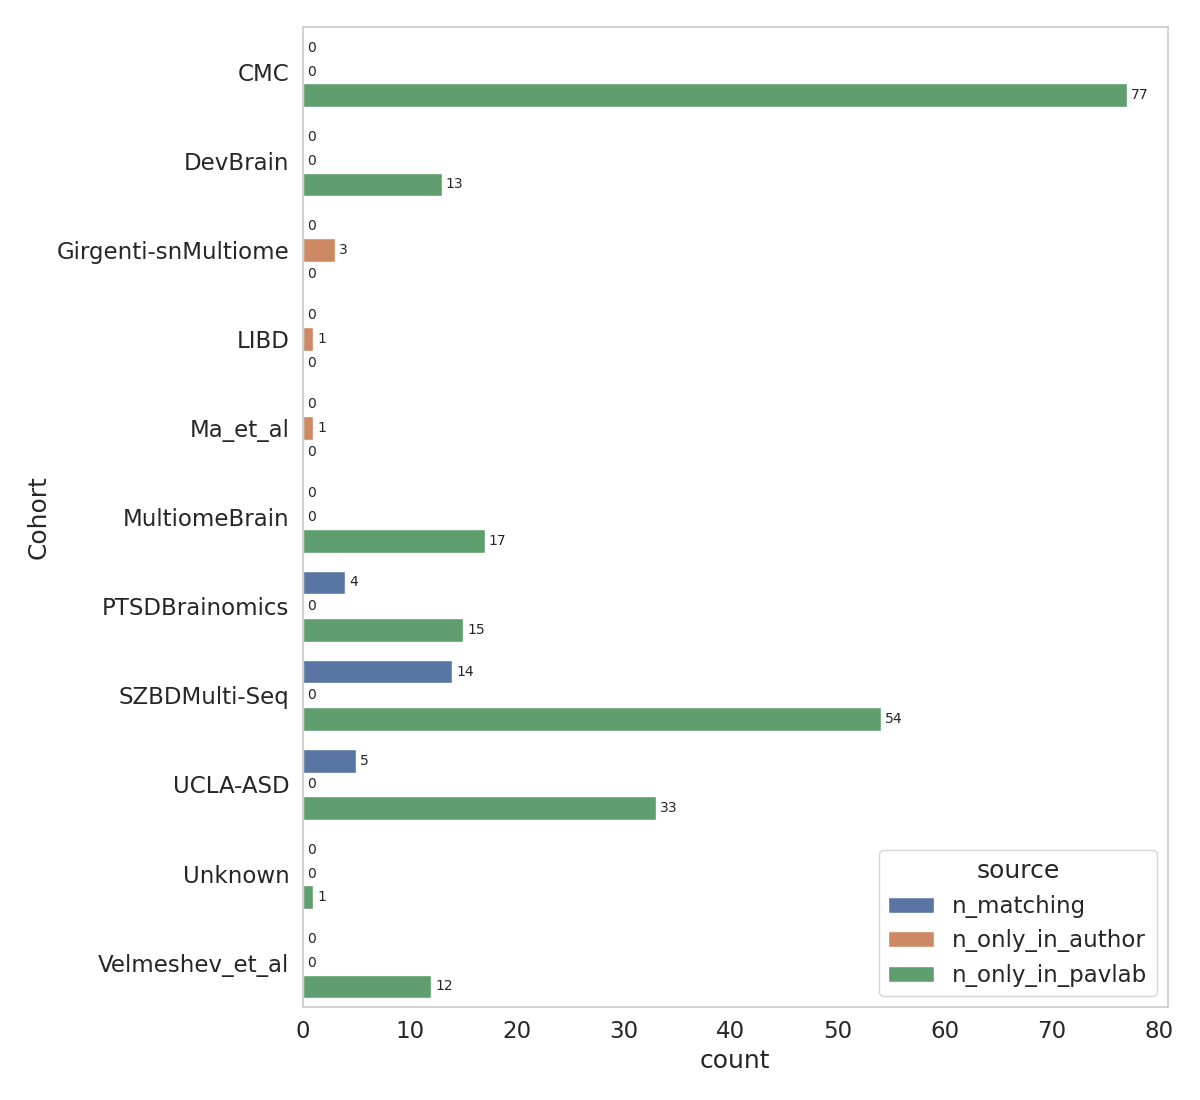 0
CMC
0
77
0
DevBrain
0
13
0
Girgenti-snMultiome
3
0
0
LIBD
1
0
0
Ma_et_al
1
0
0
MultiomeBrain
0
17
4
PTSDBrainomics
0
15
14
SZBDMulti-Seq
0
54
5
UCLA-ASD
0
33
0
Unknown
0
1
0
Velmeshev_et_al
0
12
Cohort
source
n_matching
n_only_in_author
n_only_in_pavlab
0 10 20 30 40 50 60 70 80
count